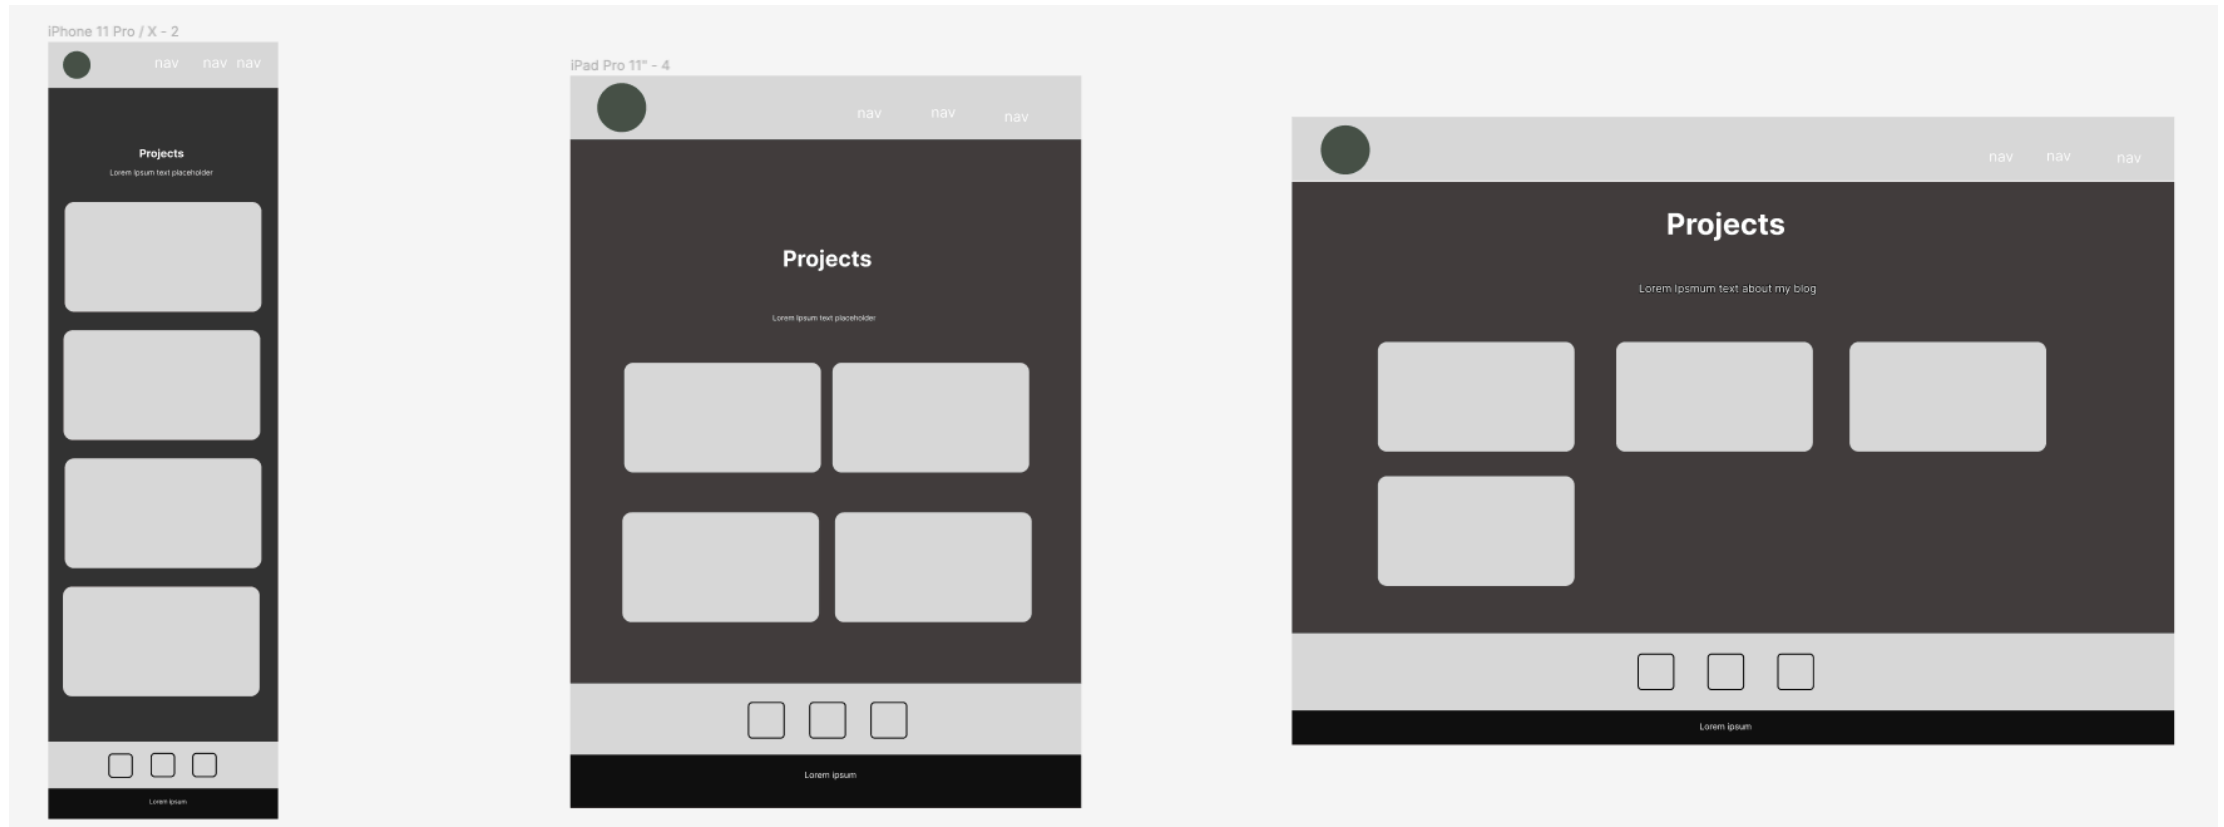 iPhone 11 Pro / X - 2
nav nav nav
Projects
Lorem Ipsum text placeholder
Lorem ipsum
iPad Pro 11" - 4
nav nav nav
Projects
Lorem Ipsum text placeholder
Lorem ipsum
nav nav nav
Projects
Lorem Ipsmum text about my blog
Lorem ipsum